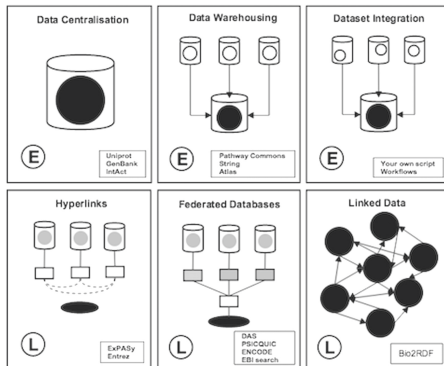 Data Centralisation
E
Uniprot
GenBank
IntAct
Data Warehousing
E
Pathway Commons
String
Atlas
Dataset Integration
E
Your own script
Workflows
Hyperlinks
L
ExPASy
Entrez
Federated Databases
L
DAS
PSICQUIC
ENCODE
EBI search
Linked Data
L
Bio2RDF